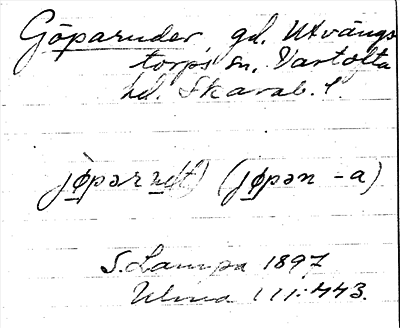 Göparuder, gd. Utvängs
torps sn. Vartofta
hd. Skarab. l.
(jøpən -a)
S. Lampa 1897
Ulma 111:443.